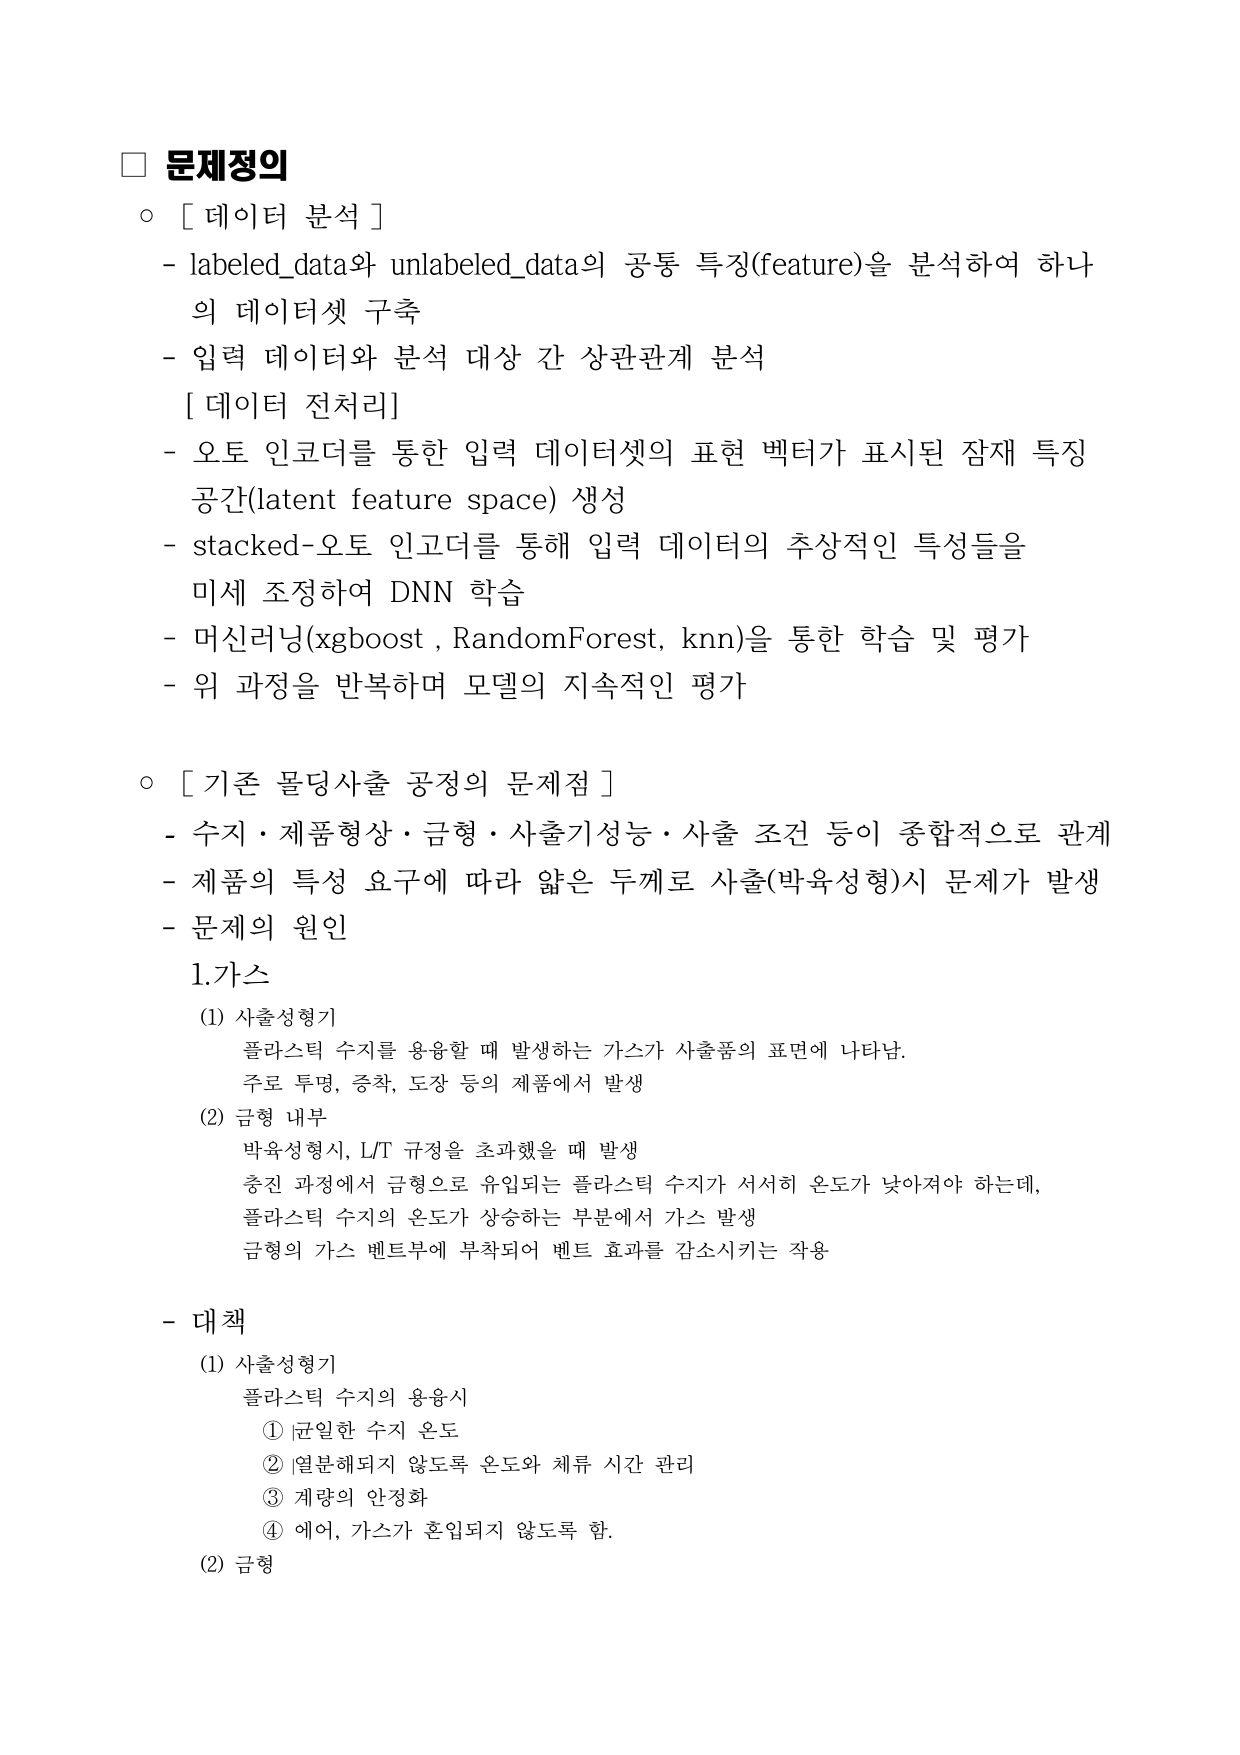 □ 문제정의
○ [ 데이터 분석 ]
- labeled_data와 unlabeled_data의 공통 특징(feature)을 분석하여 하나
의 데이터셋 구축
- 입력 데이터와 분석 대상 간 상관관계 분석
[ 데이터 전처리]
- 오토 인코더를 통한 입력 데이터셋의 표현 벡터가 표시된 잠재 특징
공간(latent feature space) 생성
- stacked-오토 인고더를 통해 입력 데이터의 추상적인 특성들을
미세 조정하여 DNN 학습
- 머신러닝(xgboost , RandomForest, knn)을 통한 학습 및 평가
- 위 과정을 반복하며 모델의 지속적인 평가
○ [ 기존 몰딩사출 공정의 문제점 ]
- 수지・제품형상・금형・사출기성능・사출 조건 등이 종합적으로 관계
- 제품의 특성 요구에 따라 얇은 두께로 사출(박육성형)시 문제가 발생
- 문제의 원인
1.가스
(1) 사출성형기
플라스틱 수지를 용융할 때 발생하는 가스가 사출품의 표면에 나타남.
주로 투명, 증착, 도장 등의 제품에서 발생
(2) 금형 내부
박육성형시, L/T 규정을 초과했을 때 발생
충진 과정에서 금형으로 유입되는 플라스틱 수지가 서서히 온도가 낮아져야 하는데,
플라스틱 수지의 온도가 상승하는 부분에서 가스 발생
금형의 가스 벤트부에 부착되어 벤트 효과를 감소시키는 작용
- 대책
(1) 사출성형기
플라스틱 수지의 용융시
① 균일한 수지 온도
② 열분해되지 않도록 온도와 체류 시간 관리
③ 계량의 안정화
④ 에어, 가스가 혼입되지 않도록 함.
(2) 금형